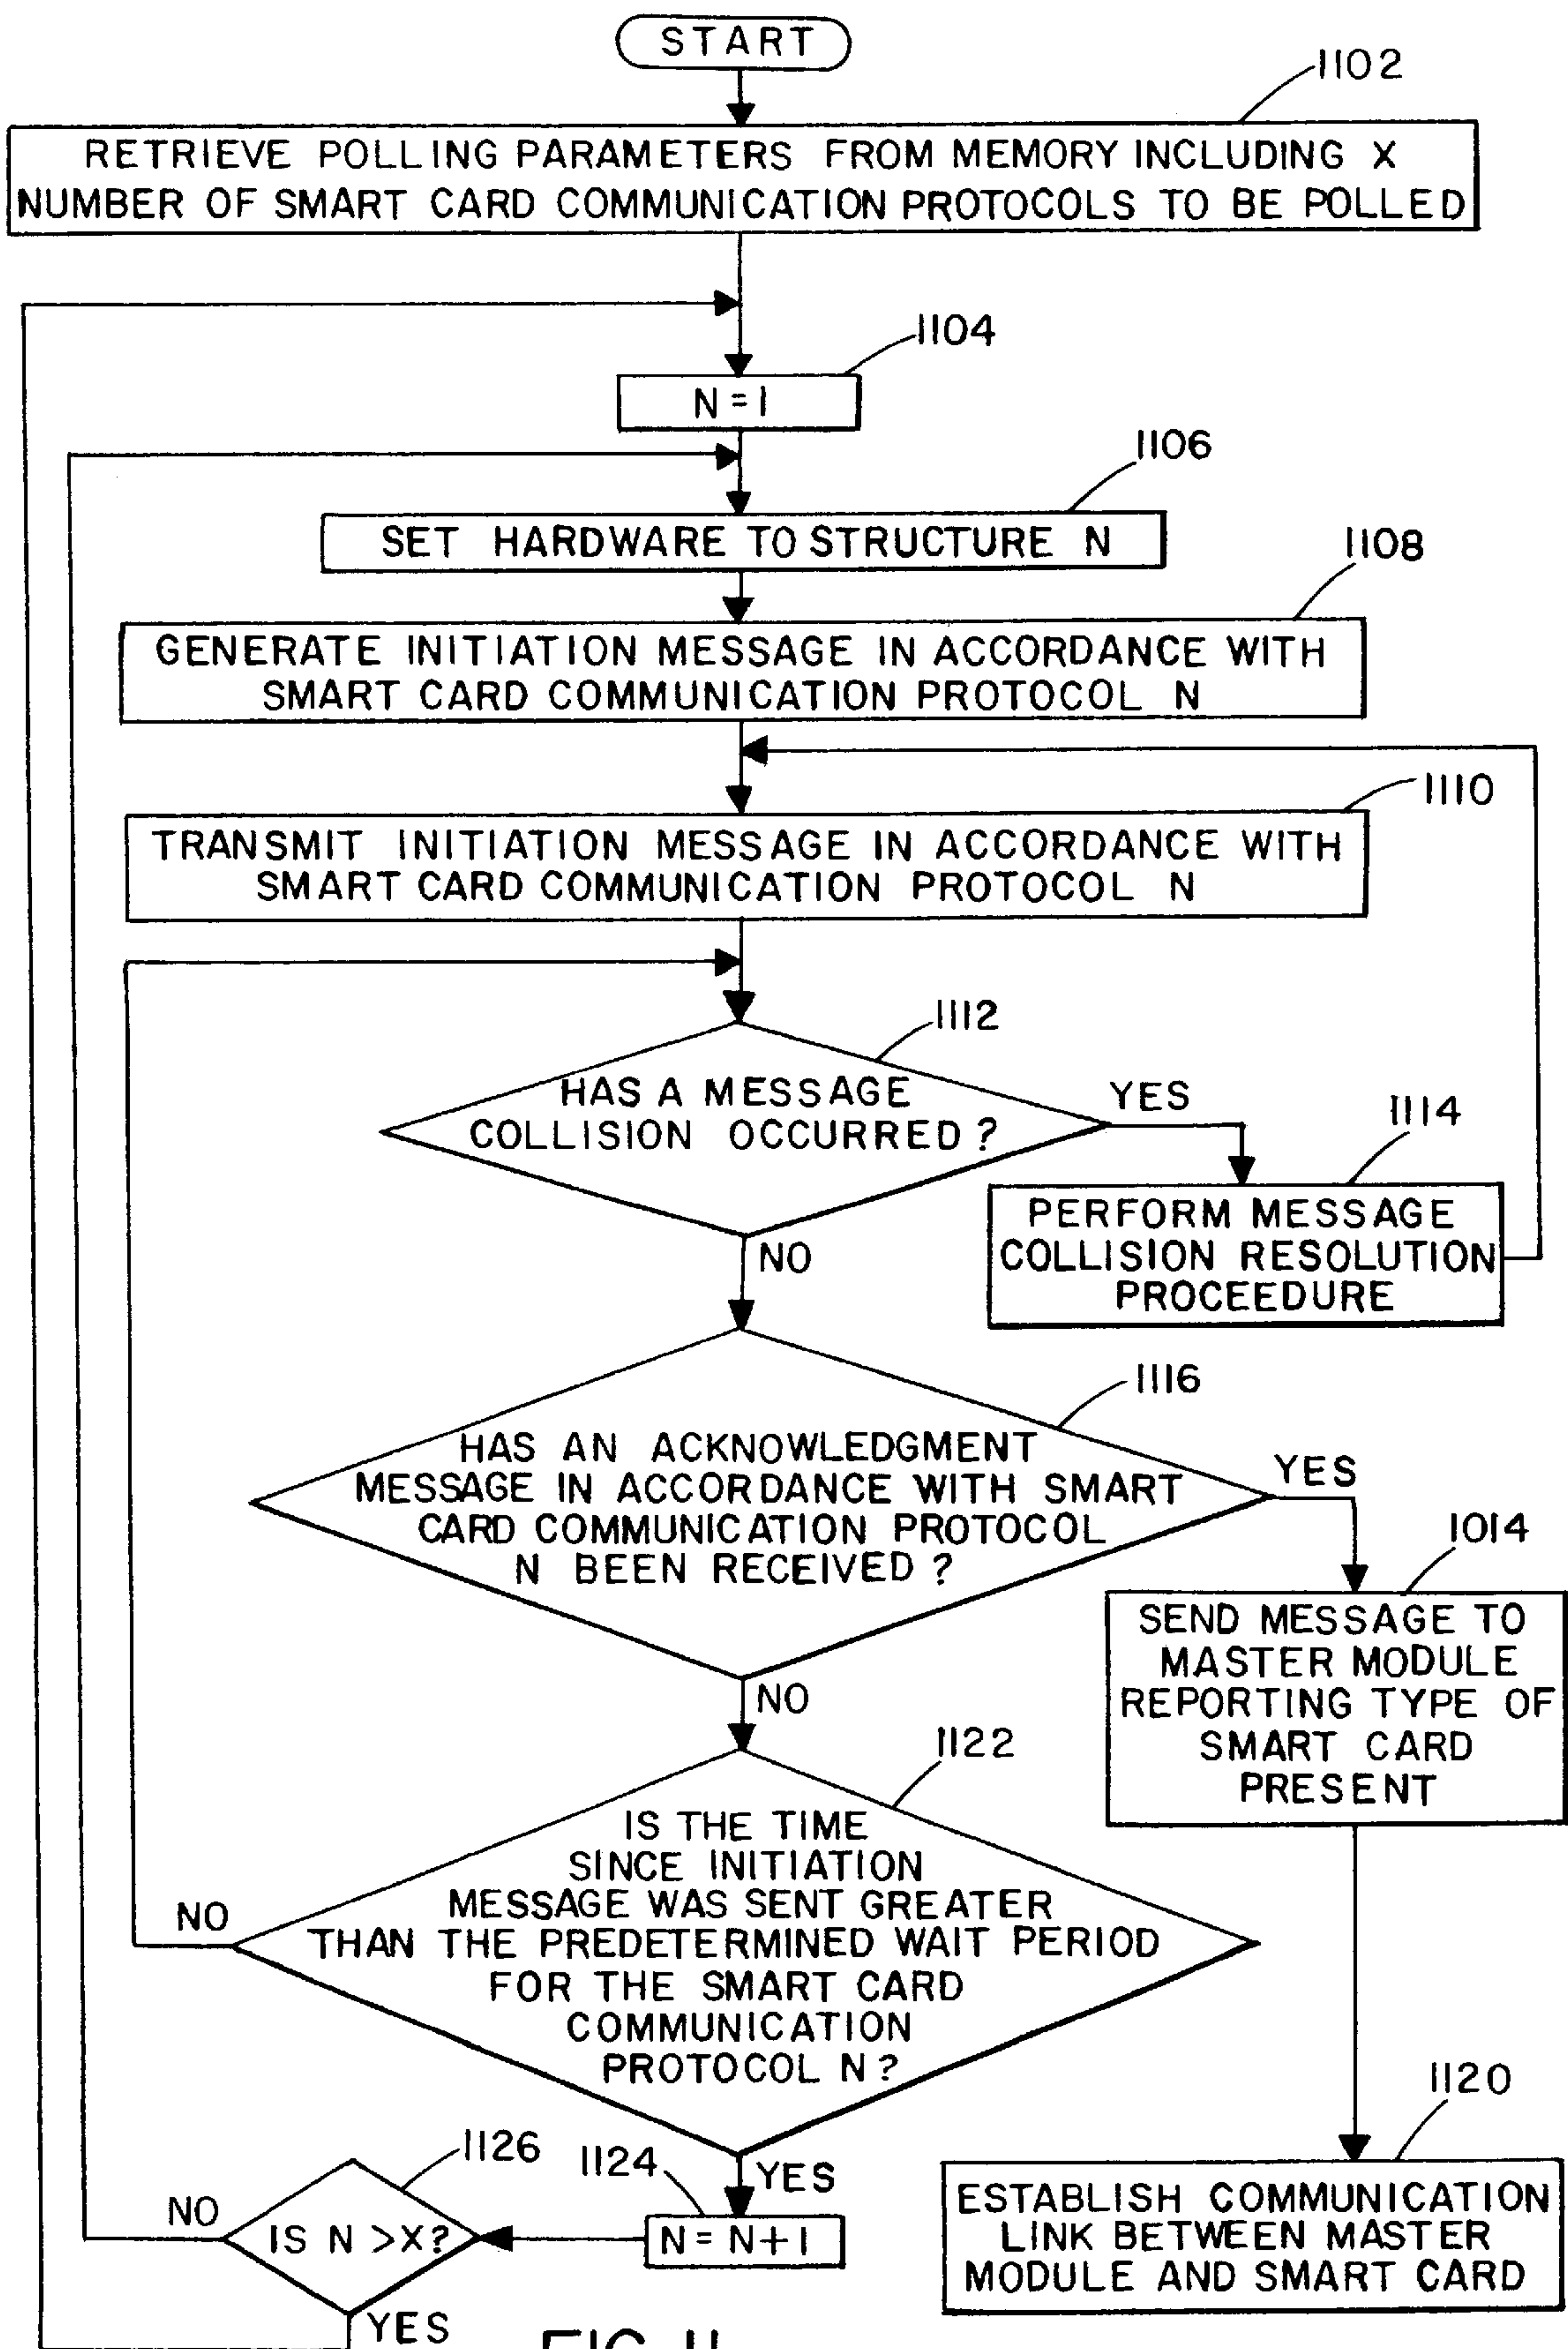 START
1102
RETRIEVE POLLING PARAMETERS FROM MEMORY INCLUDING X
NUMBER OF SMART CARD COMMUNICATION PROTOCOLS TO BE POLLED
1104
N = 1
1106
SET HARDWARE TO STRUCTURE N
1108
GENERATE INITIATION MESSAGE IN ACCORDANCE WITH
SMART CARD COMMUNICATION PROTOCOL N
1110
TRANSMIT INITIATION MESSAGE IN ACCORDANCE WITH
SMART CARD COMMUNICATION PROTOCOL N
1112
HAS A MESSAGE
COLLISION OCCURRED?
YES
1114
PERFORM MESSAGE
COLLISION RESOLUTION
PROCEEDURE
NO
1116
HAS AN ACKNOWLEDGMENT
MESSAGE IN ACCORDANCE WITH SMART
CARD COMMUNICATION PROTOCOL
N BEEN RECEIVED?
YES
1014
SEND MESSAGE TO
MASTER MODULE
REPORTING TYPE OF
SMART CARD
PRESENT
NO
1122
IS THE TIME
SINCE INITIATION
MESSAGE WAS SENT GREATER
THAN THE PREDETERMINED WAIT PERIOD
FOR THE SMART CARD
COMMUNICATION
PROTOCOL N?
NO
YES
1124
N = N+1
1126
IS N >X?
NO
YES
1120
ESTABLISH COMMUNICATION
LINK BETWEEN MASTER
MODULE AND SMART CARD
FIG. 11